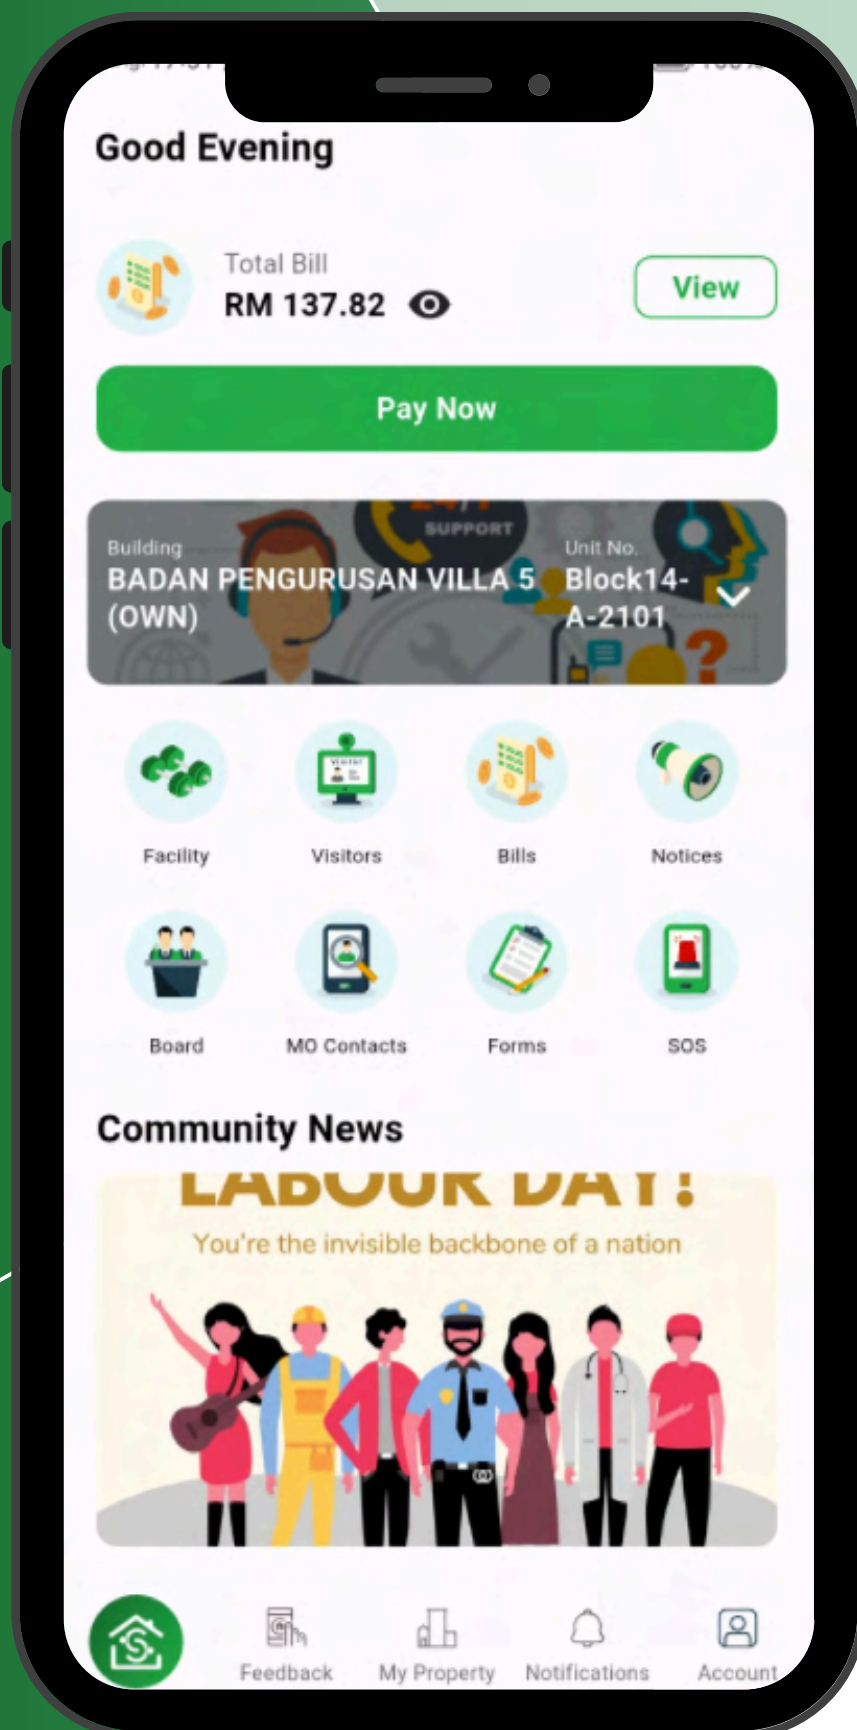 Good Evening
Total Bill
RM 137.82
View
Pay Now
SUPPORT
Building
BADAN PENGURUSAN VILLA 5
(OWN)
Unit No.
Block14-
A-2101
Facility
Visitors
Bills
Notices
Board
MO Contacts
Forms
SOS
Community News
LABOUR DAY!
You're the invisible backbone of a nation
Feedback
My Property
Notifications
Account